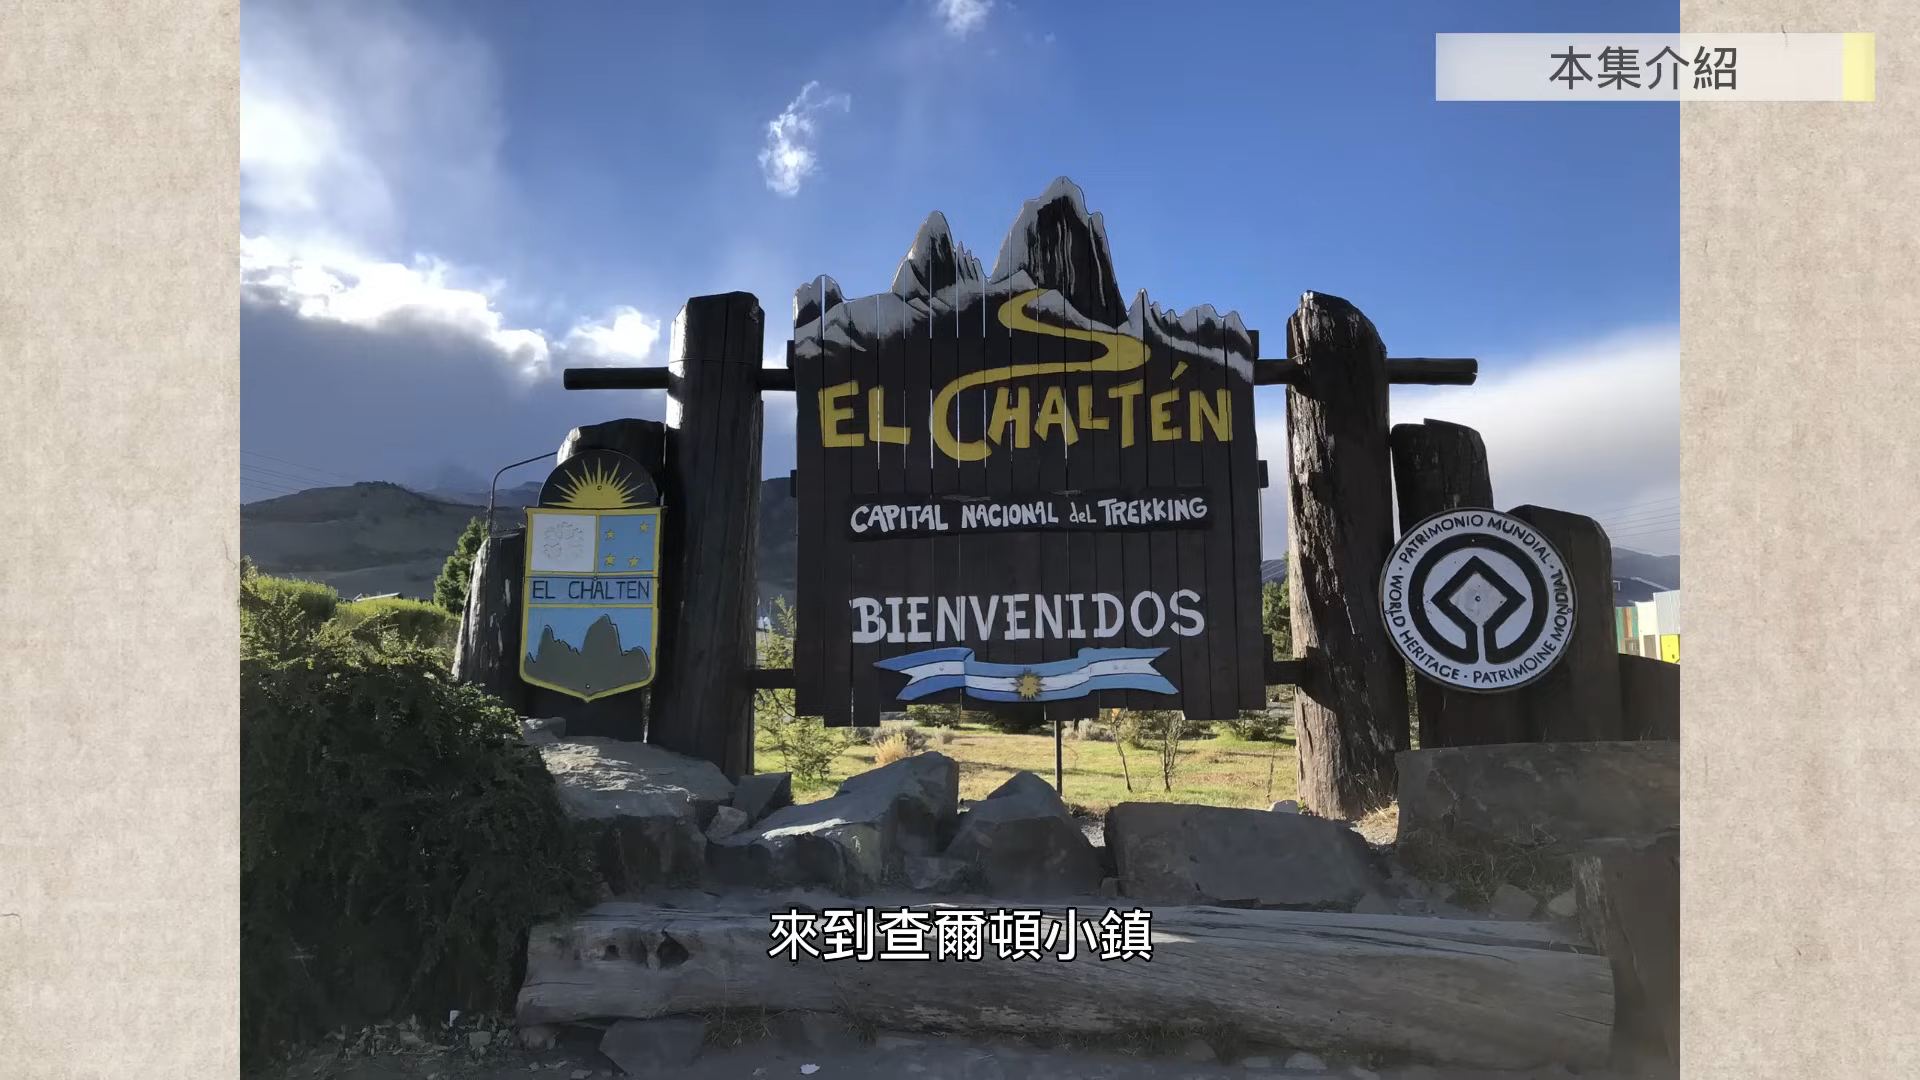 本集介紹
EL CHALTÉN
CAPITAL NACIONAL del TREKKING
BIENVENIDOS
EL CHALTEN
PATRIMONIO MUNDIAL · WORLD HERITAGE · PATRIMOINE MONDIAL ·
來到查爾頓小鎮